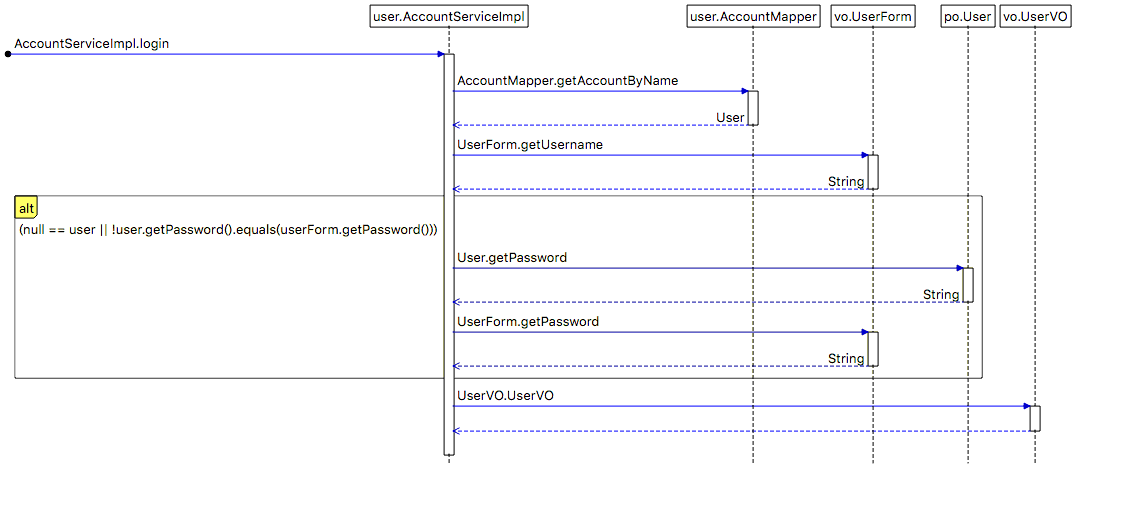 user.AccountServiceImpl
user.AccountMapper
vo.UserForm
po.User
vo.UserVO
AccountServiceImpl.login
AccountMapper.getAccountByName
User
UserForm.getUsername
String
alt
(null == user || !user.getPassword().equals(userForm.getPassword()))
User.getPassword
String
UserForm.getPassword
String
UserVO.UserVO